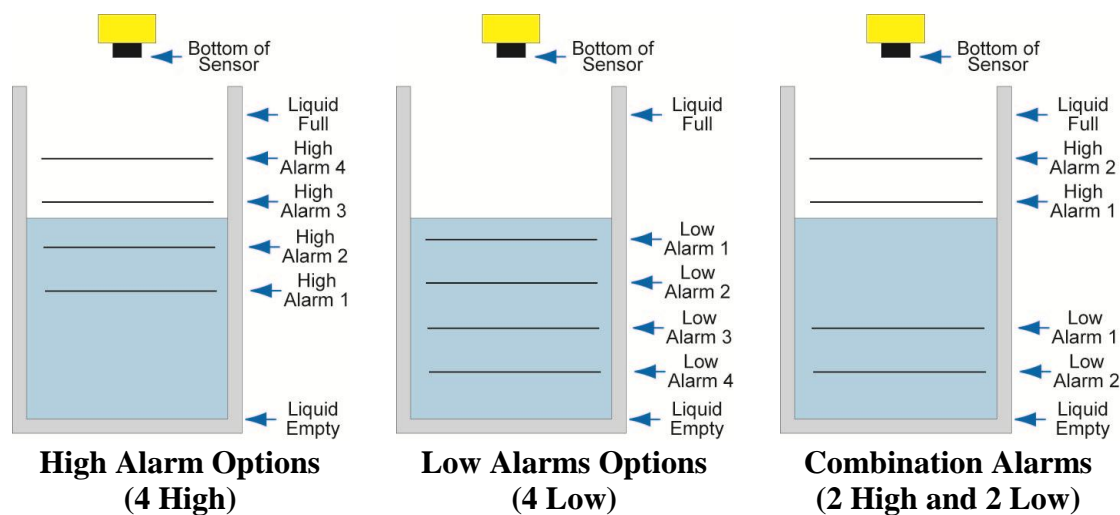 Bottom of
Sensor
Liquid
Full
High
Alarm 4
High
Alarm 3
High
Alarm 2
High
Alarm 1
Liquid
Empty
High Alarm Options
(4 High)
Bottom of
Sensor
Liquid
Full
Low
Alarm 1
Low
Alarm 2
Low
Alarm 3
Low
Alarm 4
Liquid
Empty
Low Alarms Options
(4 Low)
Bottom of
Sensor
Liquid
Full
High
Alarm 2
High
Alarm 1
Low
Alarm 1
Low
Alarm 2
Liquid
Empty
Combination Alarms
(2 High and 2 Low)